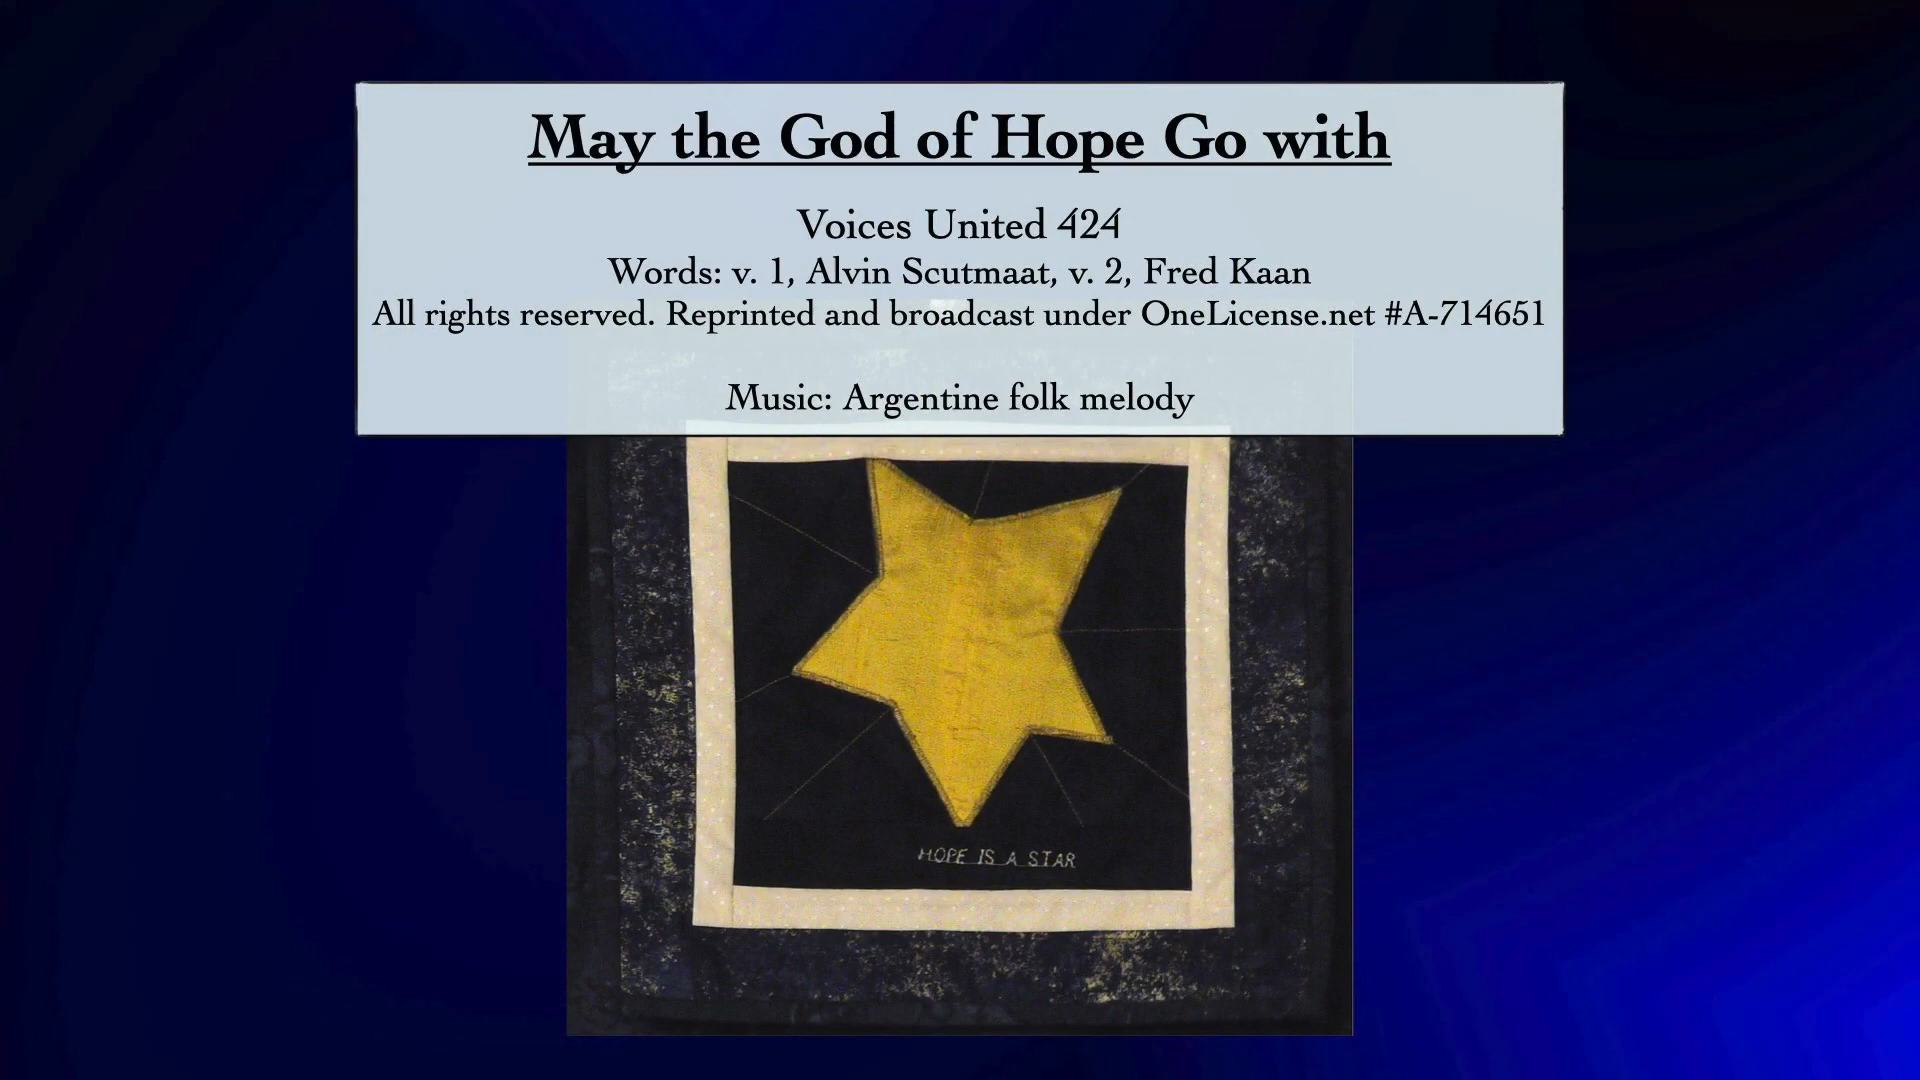 May the God of Hope Go with
Voices United 424
Words: v. 1, Alvin Scutmaat, v. 2, Fred Kaan
All rights reserved. Reprinted and broadcast under OneLicense.net #A-714651
Music: Argentine folk melody
HOPE IS A STAR